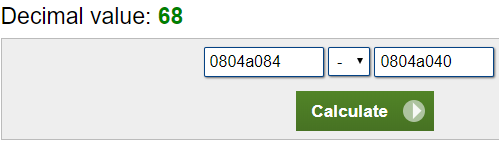 Decimal value: 68
0804a084 - 0804a040
Calculate